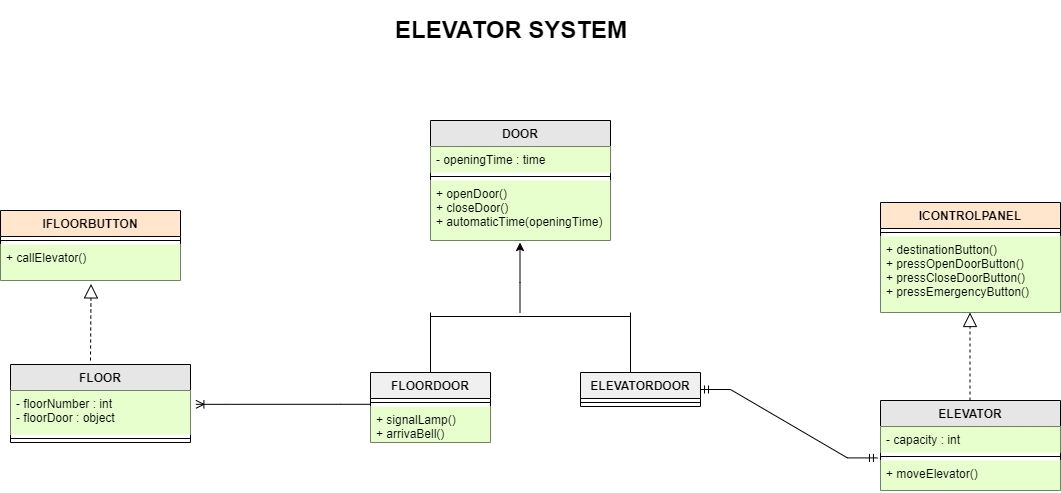 ELEVATOR SYSTEM
DOOR
- openingTime : time
+ openDoor()
+ closeDoor()
+ automaticTime(openingTime)
IFLOORBUTTON
+ callElevator()
ICONTROLPANEL
+ destinationButton()
+ pressOpenDoorButton()
+ pressCloseDoorButton()
+ pressEmergencyButton()
FLOOR
- floorNumber : int
- floorDoor : object
FLOORDOOR
+ signalLamp()
+ arrivaBell()
ELEVATORDOOR
ELEVATOR
- capacity : int
+ moveElevator()